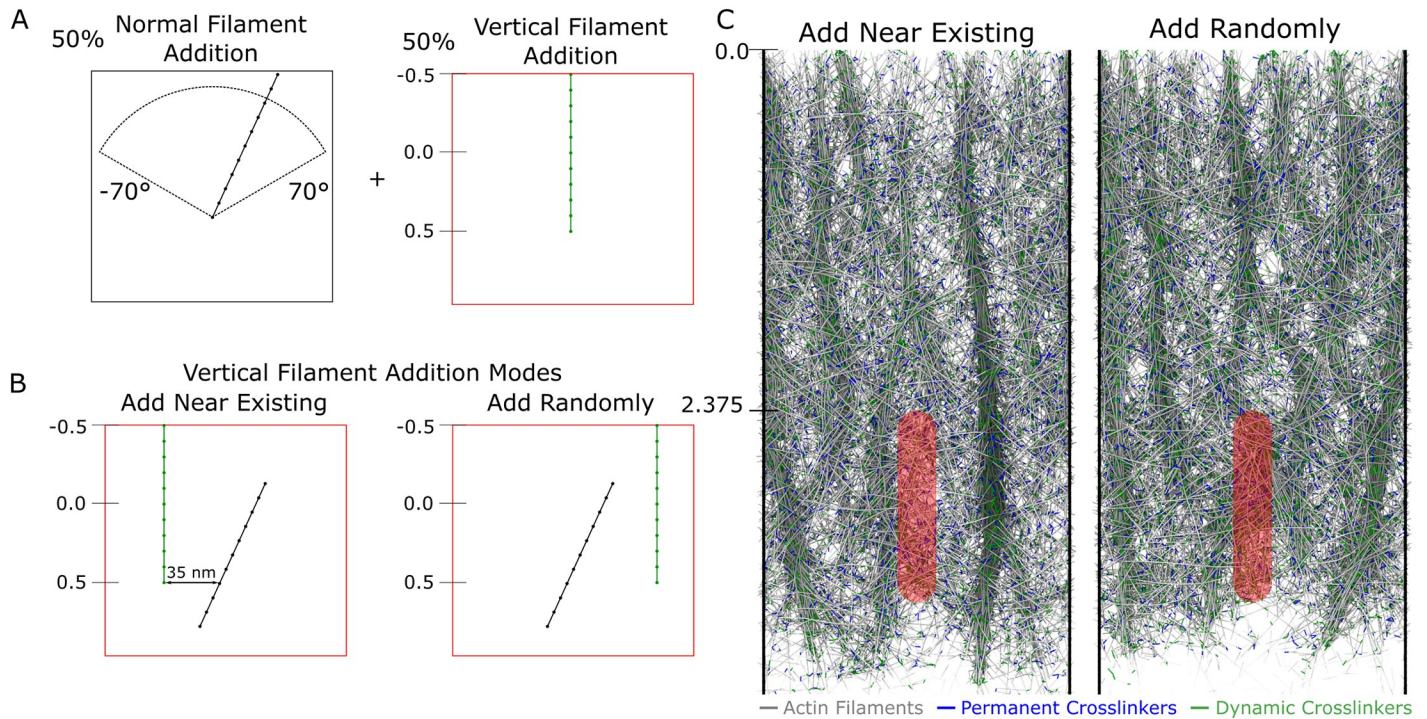 A
50%
Normal Filament
Addition
-70°
70°
+
50%
Vertical Filament
Addition
-0.5
0.0
0.5
B
Vertical Filament Addition Modes
Add Near Existing
-0.5
0.0
0.5
35 nm
Add Randomly
-0.5
0.0
0.5
C
Add Near Existing
Add Randomly
0.0
2.375
Actin Filaments
Permanent Crosslinkers
Dynamic Crosslinkers